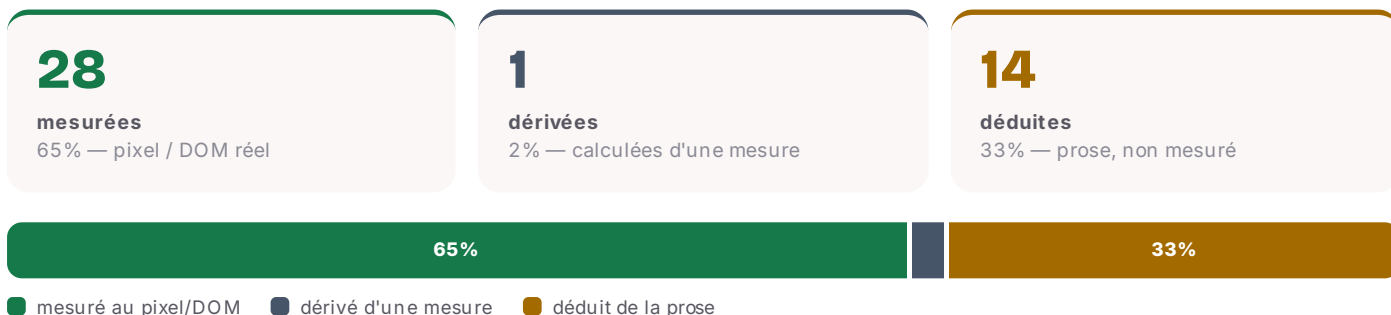 28
mesurées
65% — pixel / DOM réel
1
dérivées
2% — calculées d'une mesure
14
déduites
33% — prose, non mesuré
65%
33%
mesuré au pixel/DOM
dérivé d'une mesure
déduit de la prose